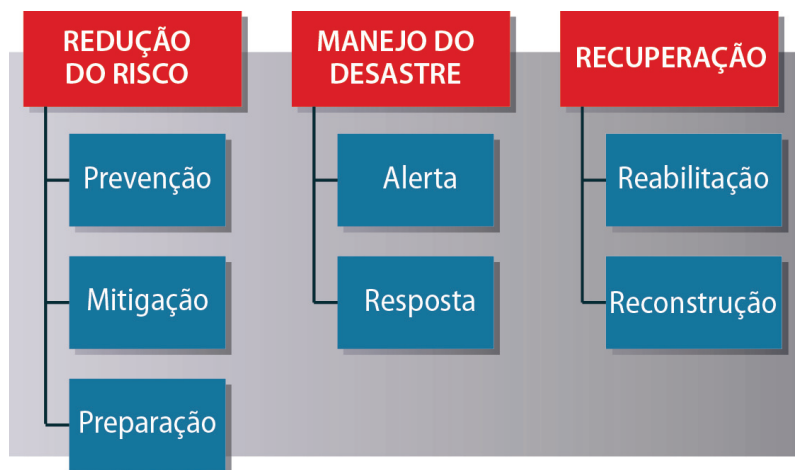 REDUÇÃO
DO RISCO
Prevenção
Mitigação
Preparação
MANEJO DO
DESASTRE
Alerta
Resposta
RECUPERAÇÃO
Reabilitação
Reconstrução